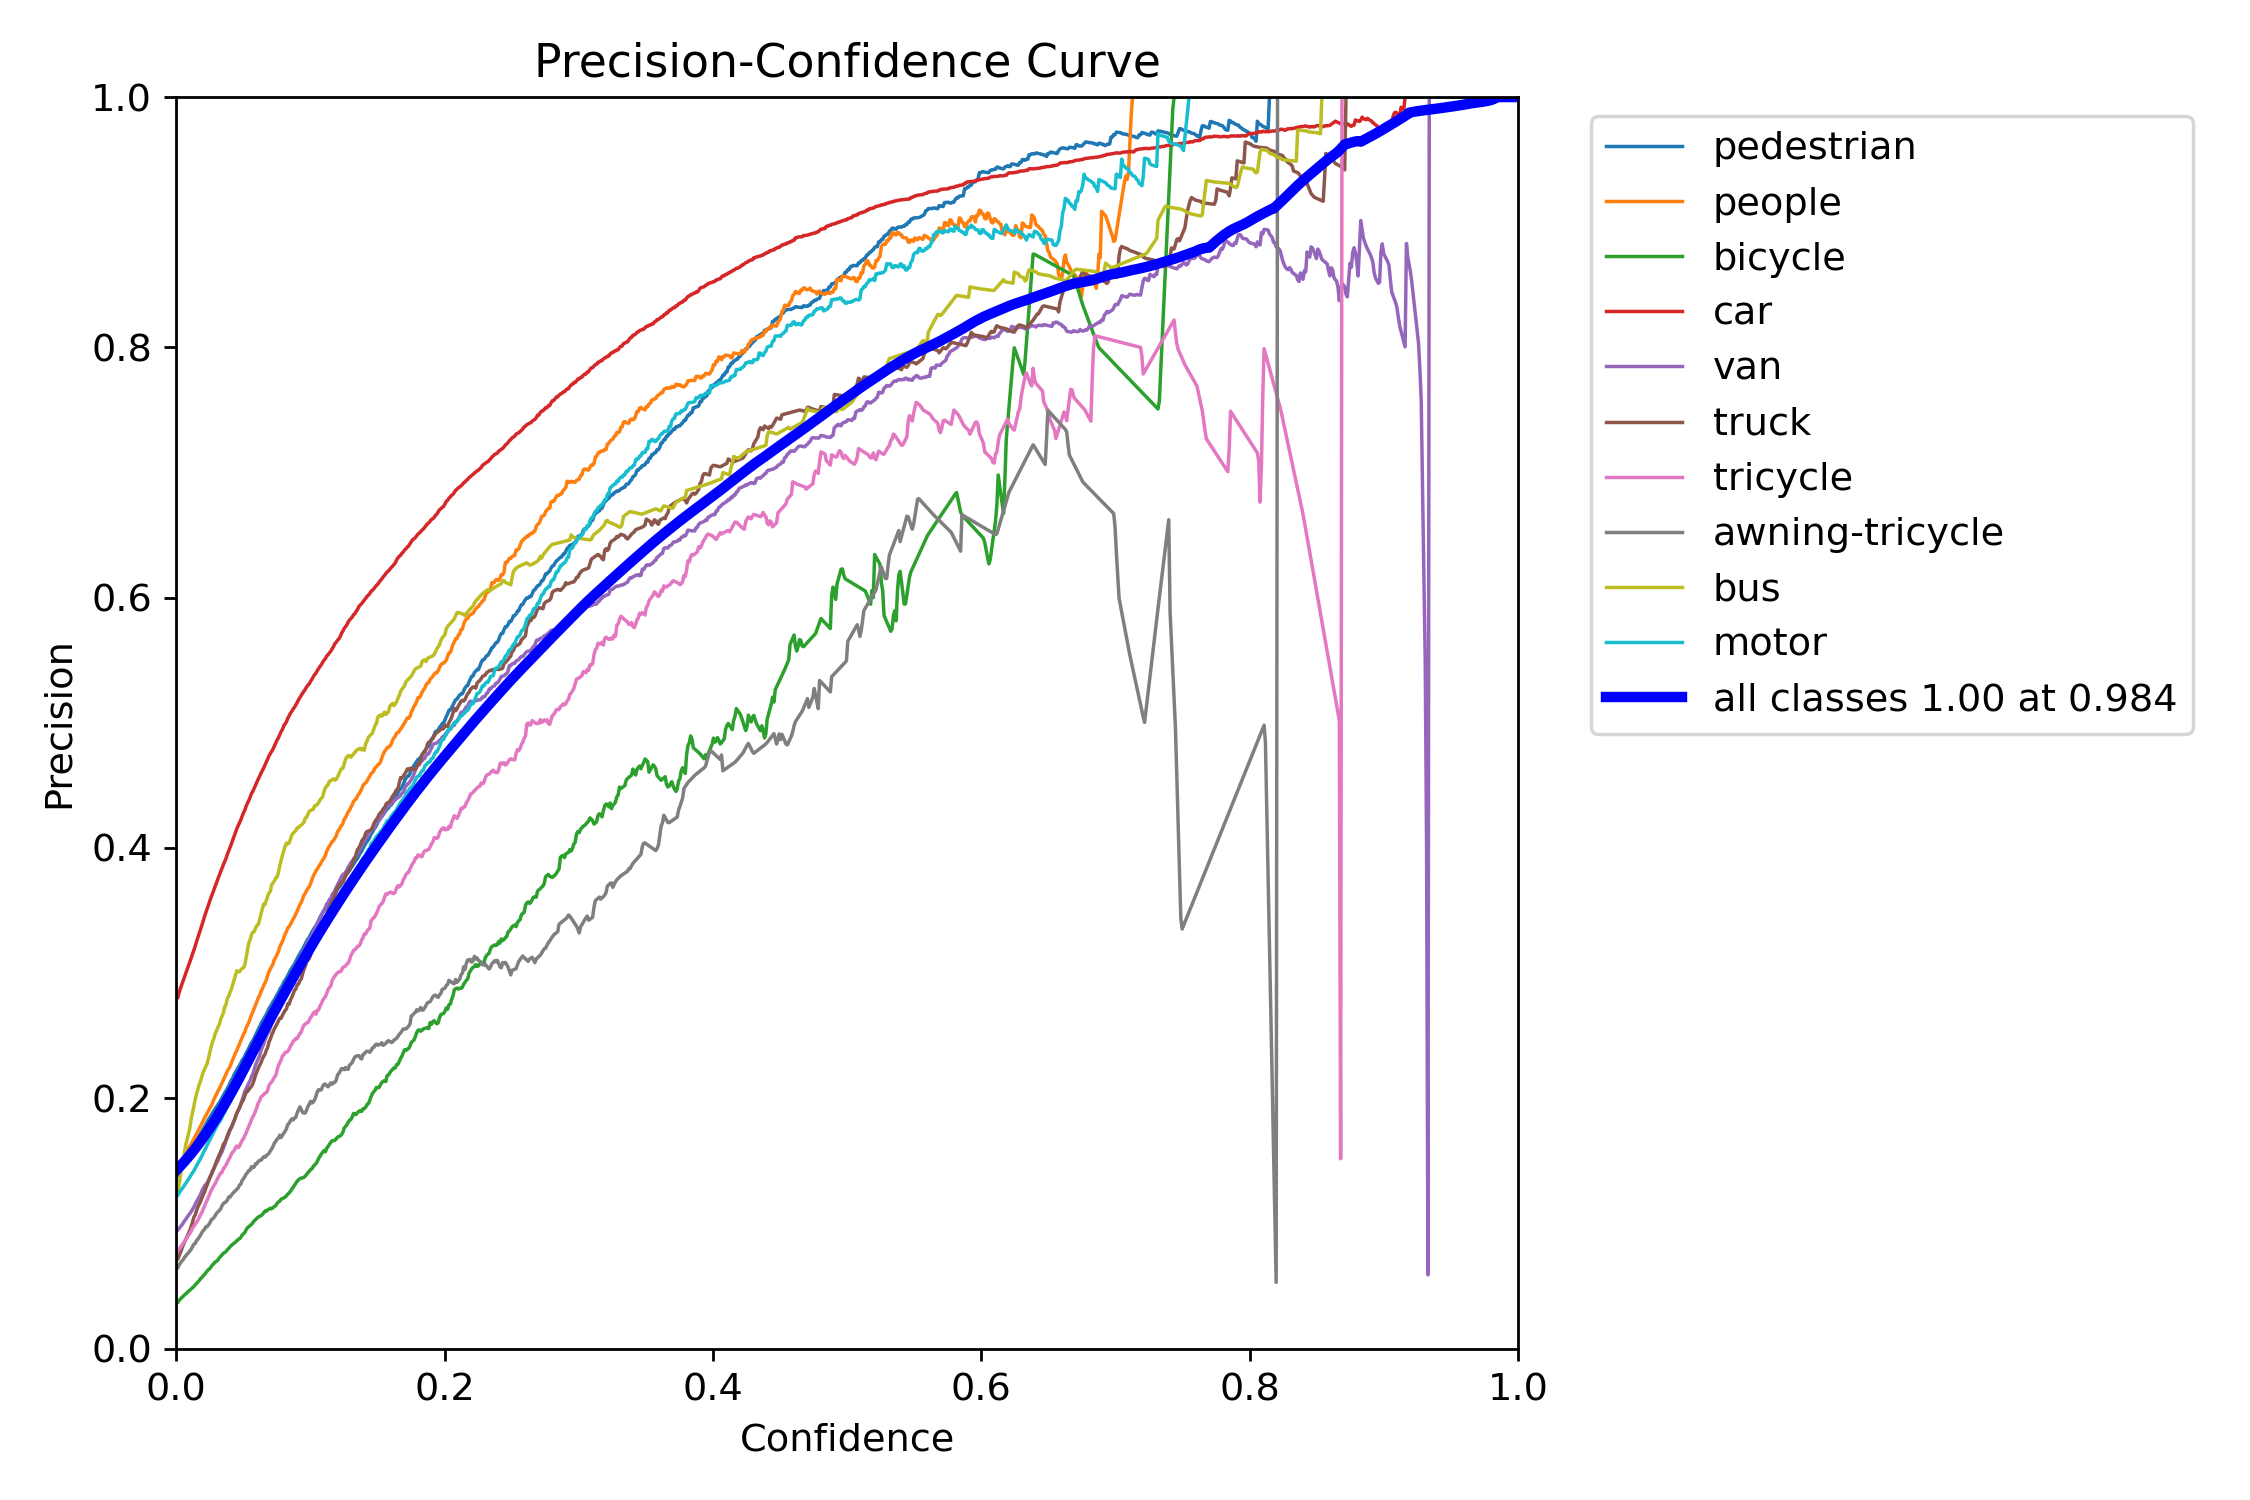 Precision-Confidence Curve
1.0
0.8
0.6
0.4
0.2
0.0
Precision
0.0 0.2 0.4 0.6 0.8 1.0
Confidence
pedestrian
people
bicycle
car
van
truck
tricycle
awning-tricycle
bus
motor
all classes 1.00 at 0.984